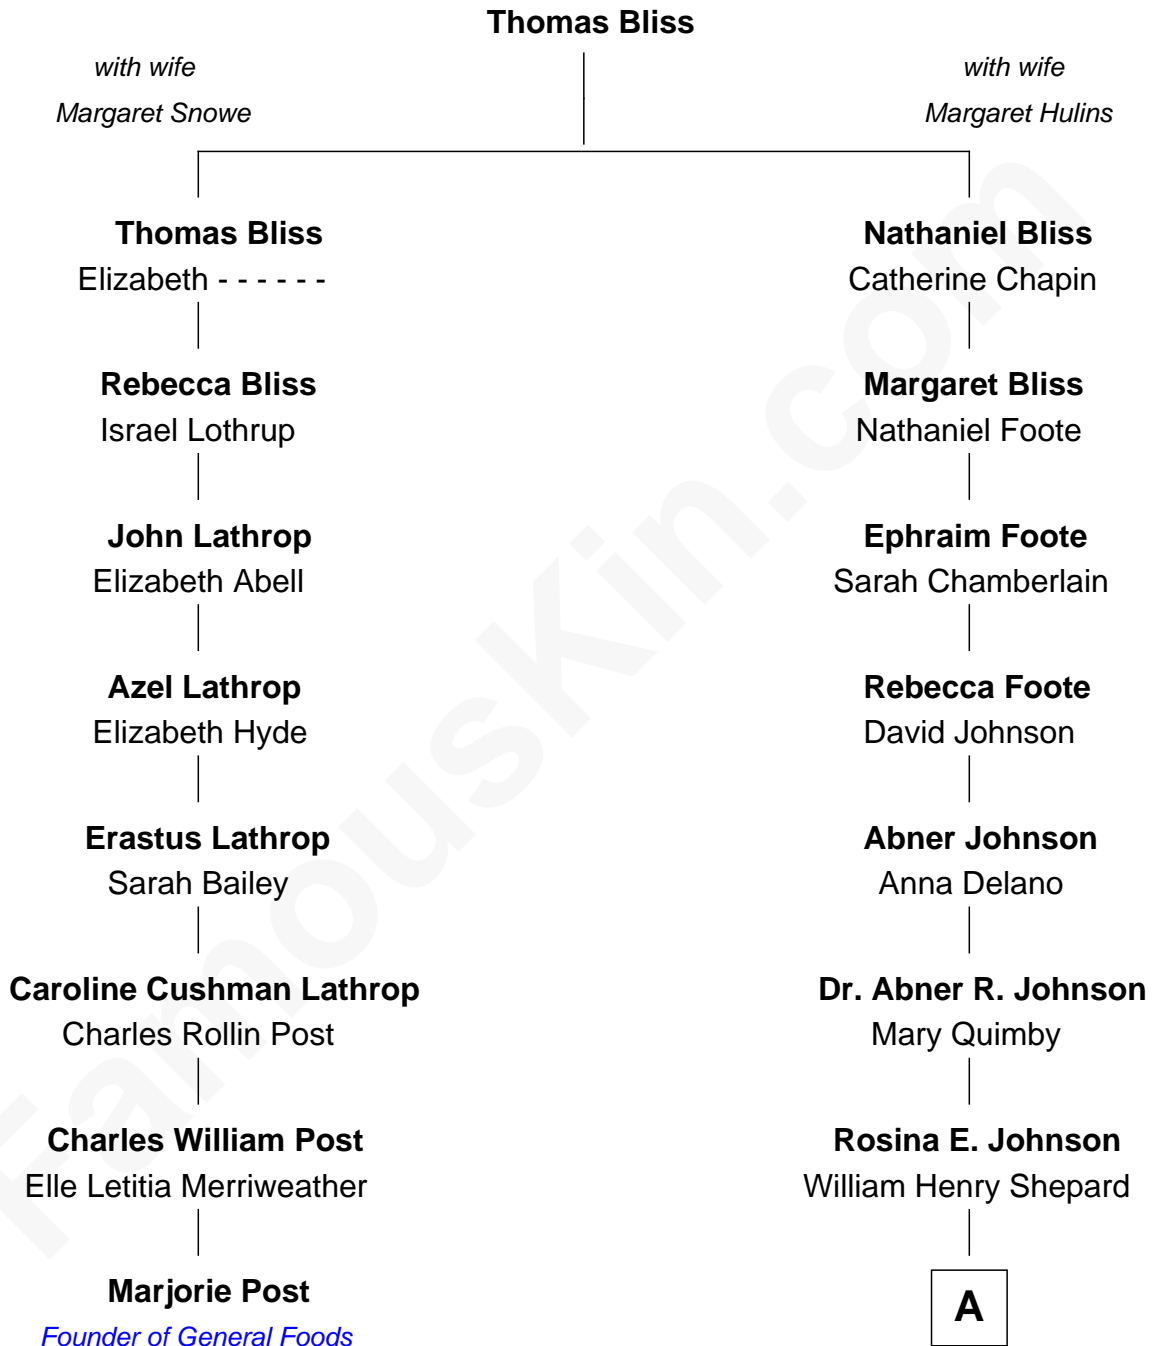 Thomas Bliss
with wife
Margaret Snowe
with wife
Margaret Hulins
Thomas Bliss
Elizabeth - - - - - -
Nathaniel Bliss
Catherine Chapin
Rebecca Bliss
Israel Lothrup
Margaret Bliss
Nathaniel Foote
John Lathrop
Elizabeth Abell
Ephraim Foote
Sarah Chamberlain
Azel Lathrop
Elizabeth Hyde
Rebecca Foote
David Johnson
Erastus Lathrop
Sarah Bailey
Abner Johnson
Anna Delano
Caroline Cushman Lathrop
Charles Rollin Post
Dr. Abner R. Johnson
Mary Quimby
Charles William Post
Elle Letitia Merriweather
Rosina E. Johnson
William Henry Shepard
Marjorie Post
Founder of General Foods
A
FamousKin.com